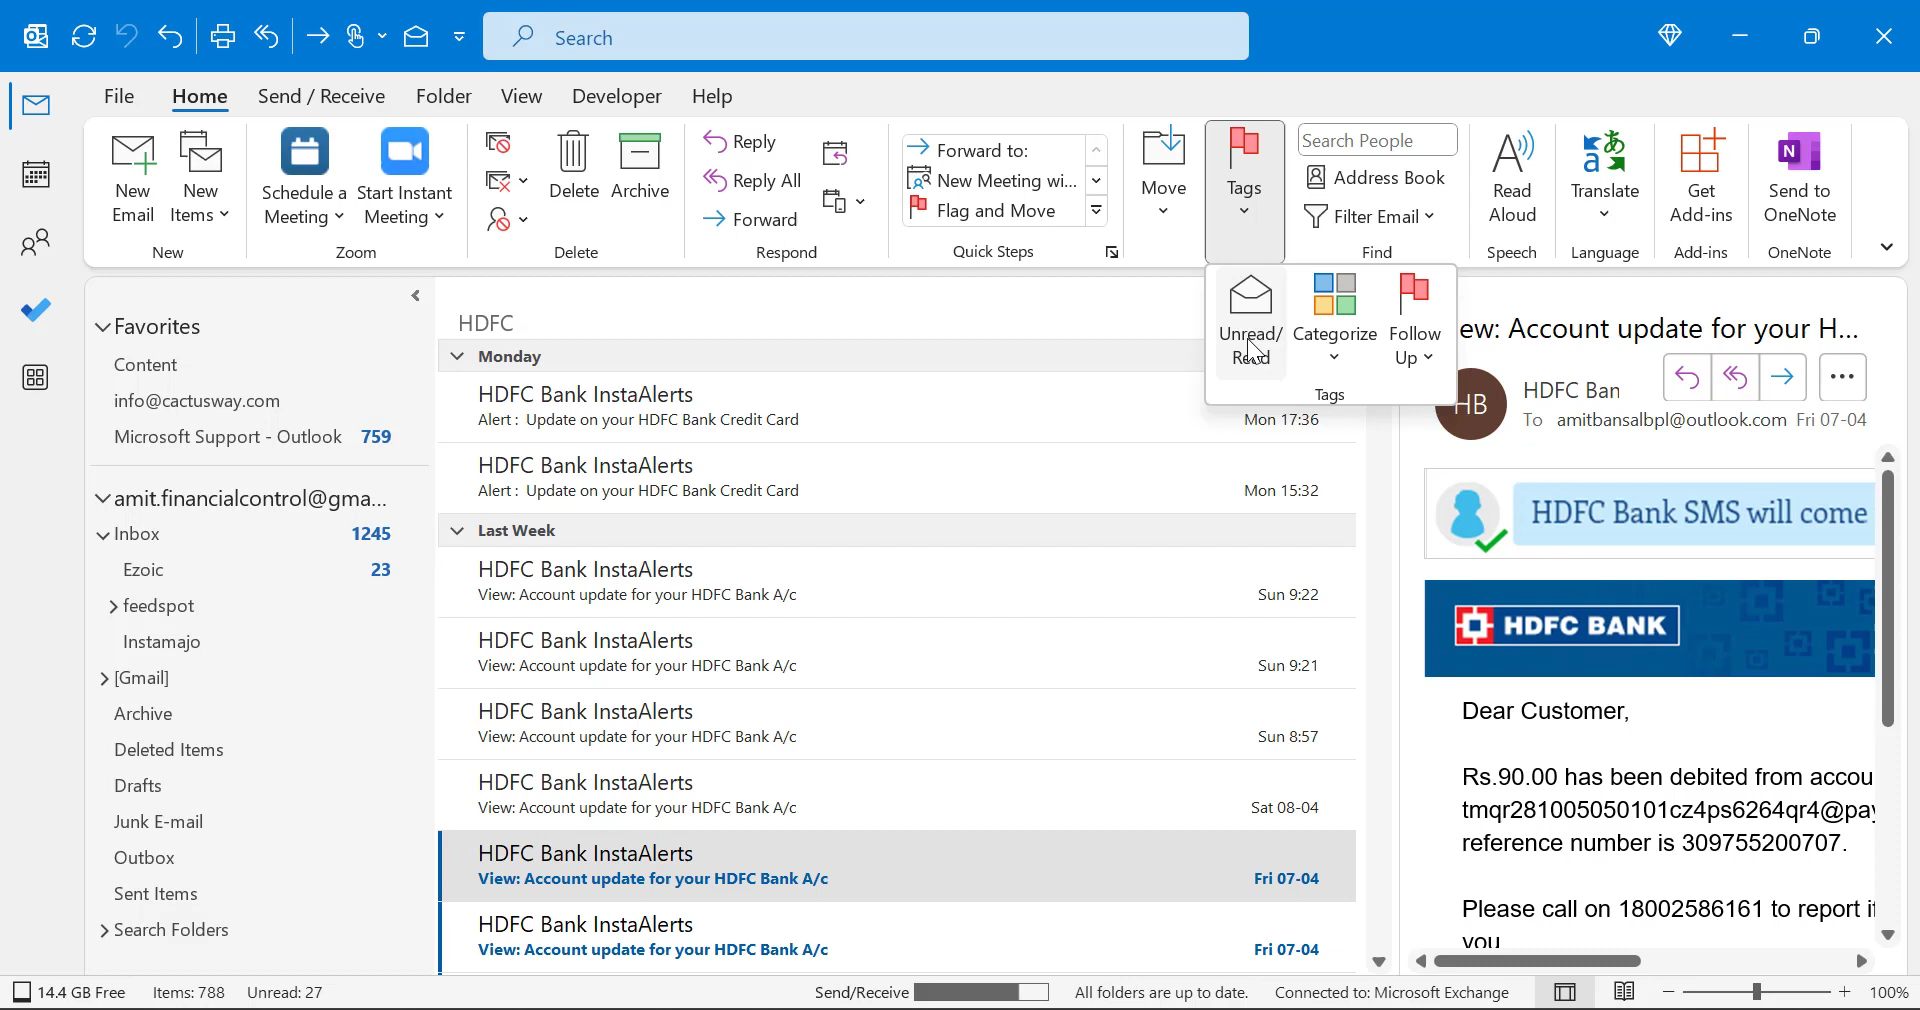 Search
File Home Send / Receive Folder View Developer Help
New Email
New Items
New
Schedule a Meeting
Start Instant Meeting
Zoom
Delete
Archive
Delete
Reply
Reply All
Forward
Respond
Forward to:
New Meeting wi...
Flag and Move
Quick Steps
Move
Tags
Search People
Address Book
Filter Email
Find
Read Aloud
Speech
Translate
Language
Get Add-ins
Add-ins
N
Send to OneNote
OneNote
Unread/ Read
Categorize
Follow Up
Tags
Favorites
Content
info@cactusway.com
Microsoft Support - Outlook 759
amit.financialcontrol@gma...
Inbox 1245
Ezoic 23
feedspot
Instamajo
[Gmail]
Archive
Deleted Items
Drafts
Junk E-mail
Outbox
Sent Items
Search Folders
HDFC
Monday
HDFC Bank InstaAlerts
Alert : Update on your HDFC Bank Credit Card Mon 17:36
HDFC Bank InstaAlerts
Alert : Update on your HDFC Bank Credit Card Mon 15:32
Last Week
HDFC Bank InstaAlerts
View: Account update for your HDFC Bank A/c Sun 9:22
HDFC Bank InstaAlerts
View: Account update for your HDFC Bank A/c Sun 9:21
HDFC Bank InstaAlerts
View: Account update for your HDFC Bank A/c Sun 8:57
HDFC Bank InstaAlerts
View: Account update for your HDFC Bank A/c Sat 08-04
HDFC Bank InstaAlerts
View: Account update for your HDFC Bank A/c Fri 07-04
HDFC Bank InstaAlerts
View: Account update for your HDFC Bank A/c Fri 07-04
ew: Account update for your H...
HB
HDFC Ban
To amitbansalbpl@outlook.com Fri 07-04
HDFC Bank SMS will come
HDFC BANK
Dear Customer,
Rs.90.00 has been debited from accou
tmqr281005050101cz4ps6264qr4@pay
reference number is 309755200707.
Please call on 18002586161 to report if
you
14.4 GB Free Items: 788 Unread: 27 Send/Receive All folders are up to date. Connected to: Microsoft Exchange 100%